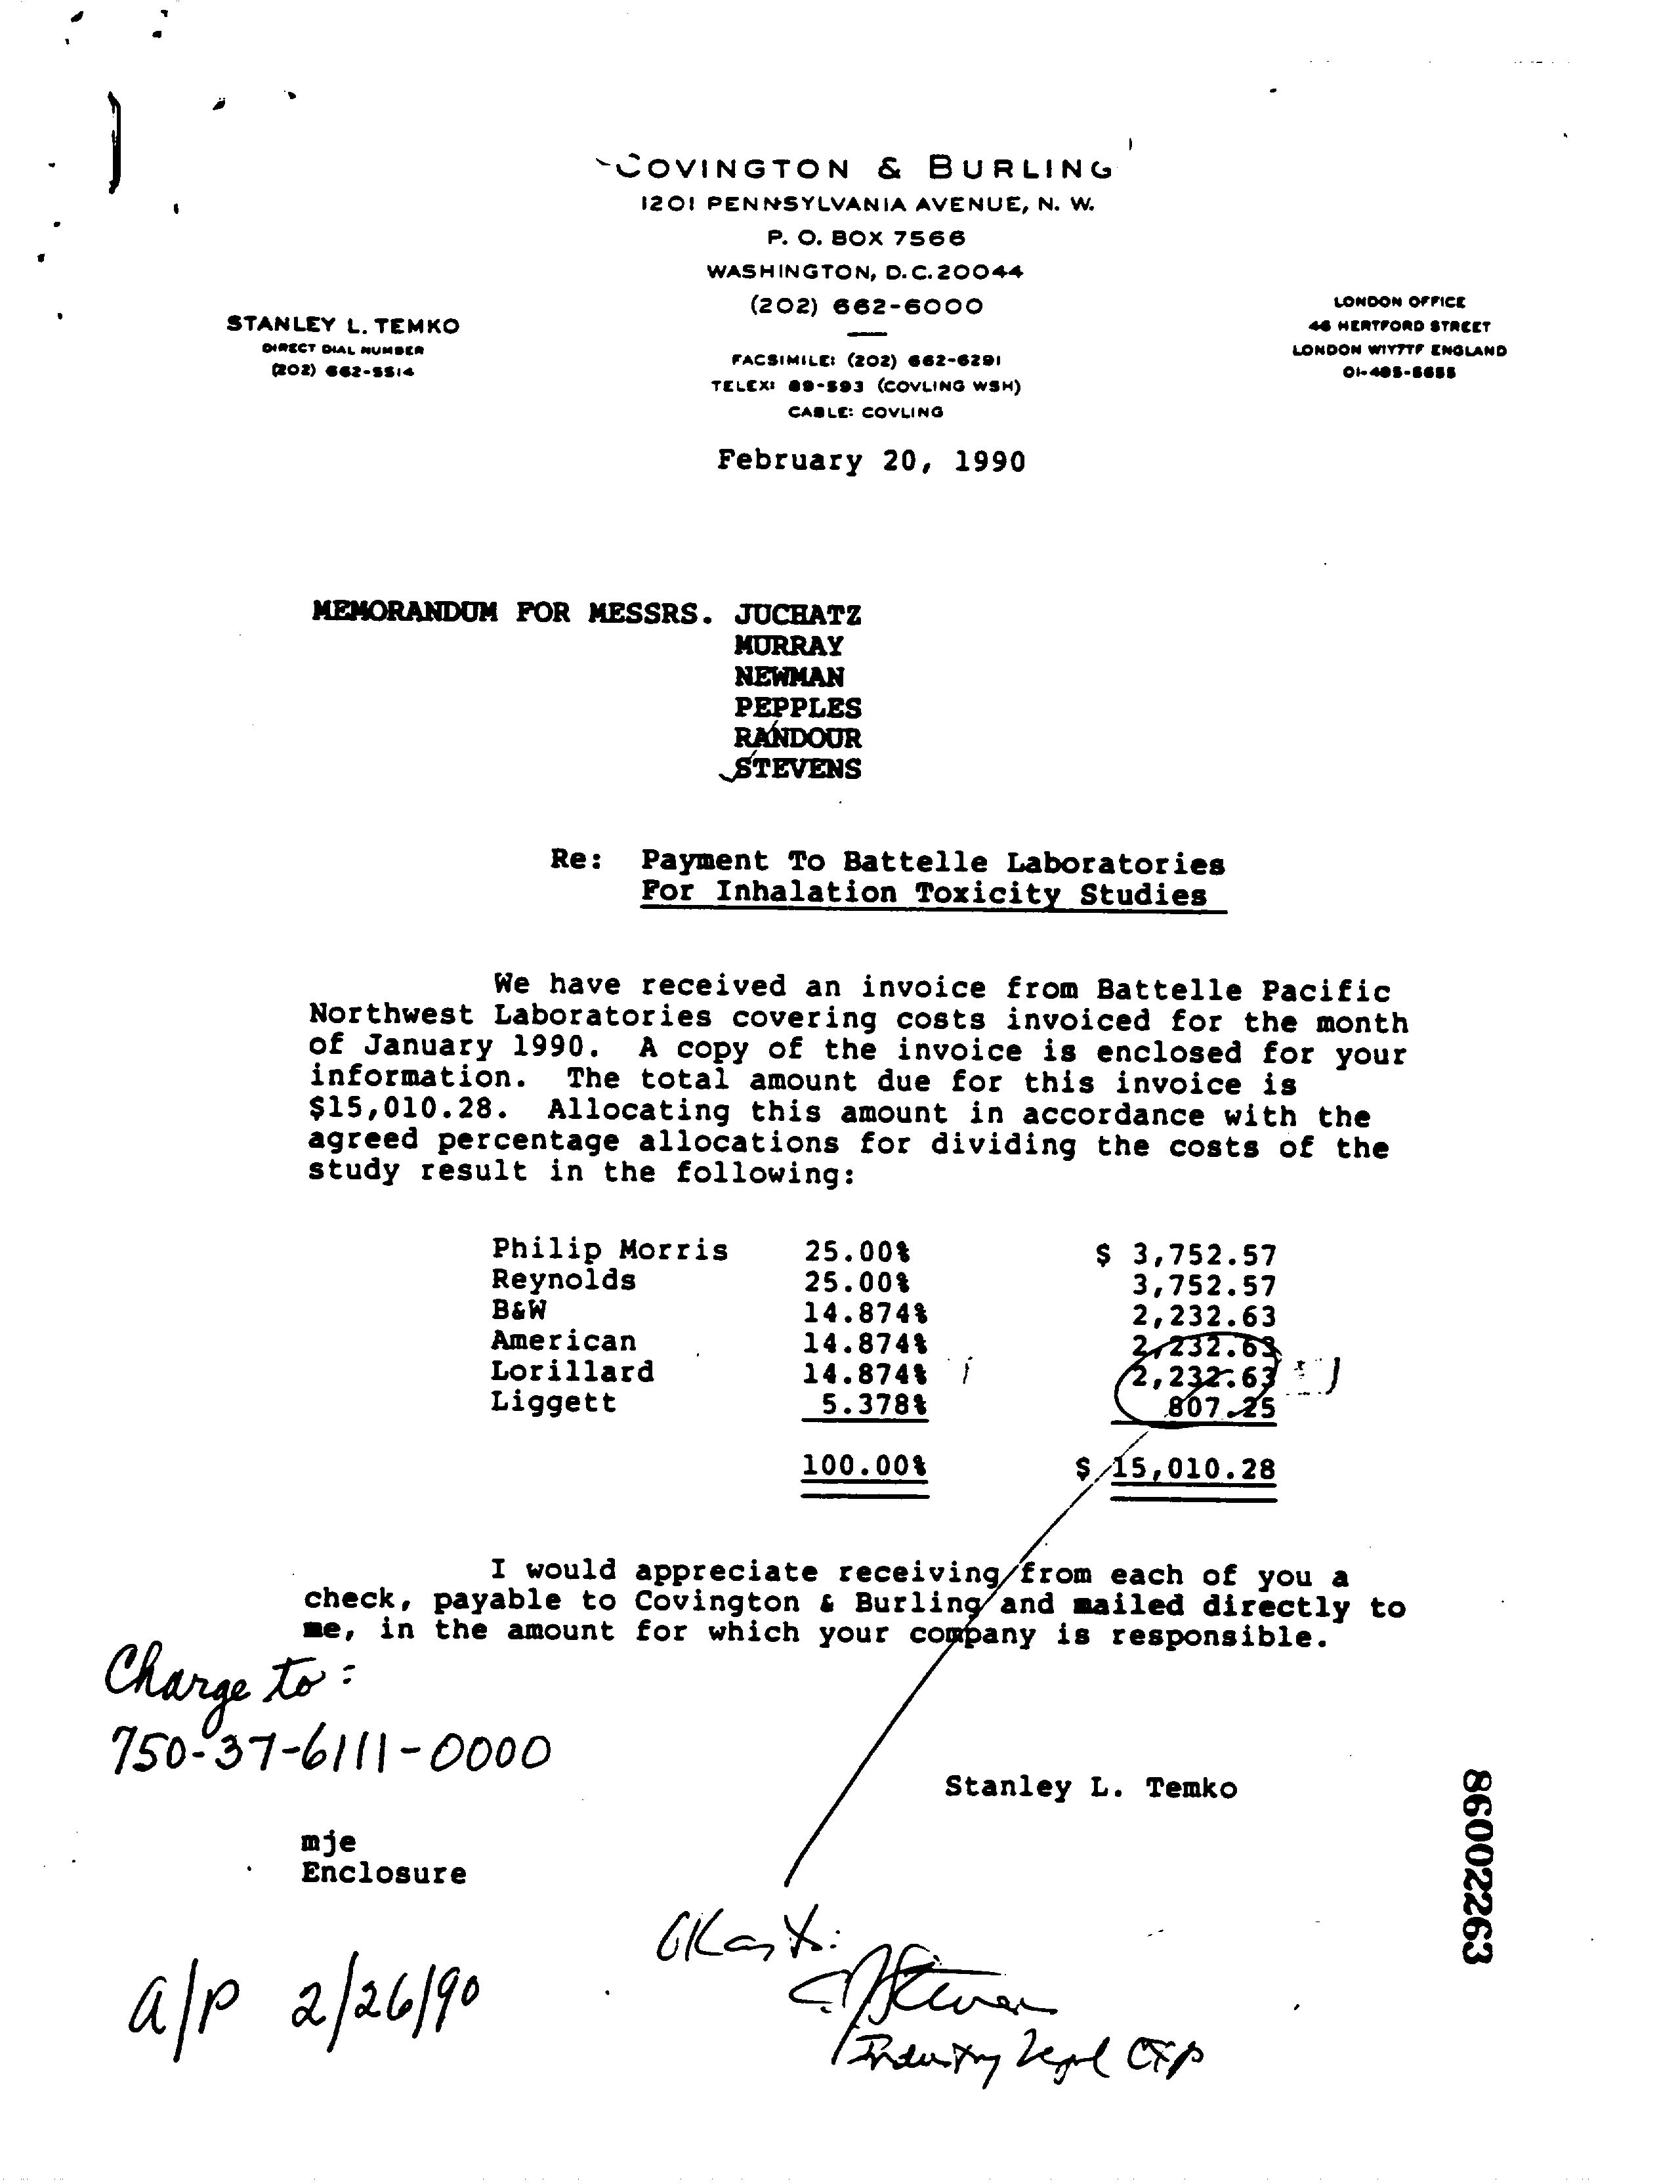 COVINGTON & BURLING
1201 PENNSYLVANIA AVENUE, N. W.
P. O. BOX 7566
WASHINGTON, D.C. 20044
(202) 662-6000
STANLEY L. TEMKO
DIRECT DIAL NUMBER
(202) 662-5514
FACSIMILE: (202) 662-6291
TELEX: 89-593 (COVLING WSH)
CABLE: COVLING
LONDON OFFICE
46 HERTFORD STREET
LONDON W1Y7TF ENGLAND
01-495-5655
February 20, 1990
MEMORANDUM FOR MESSRS. JUCHATZ
MURRAY
NEWMAN
PEPPLES
RANDOUR
STEVENS
Re: Payment To Battelle Laboratories
For Inhalation Toxicity Studies
We have received an invoice from Battelle Pacific
Northwest Laboratories covering costs invoiced for the month
of January 1990. A copy of the invoice is enclosed for your
information. The total amount due for this invoice is
$15,010.28. Allocating this amount in accordance with the
agreed percentage allocations for dividing the costs of the
study result in the following:
Philip Morris 25.00% $ 3,752.57
Reynolds 25.00% 3,752.57
B&W 14.874% 2,232.63
American 14.874% 2,232.63
Lorillard 14.874% 2,232.63
Liggett 5.378% 807.25
100.00% $ 15,010.28
I would appreciate receiving from each of you a
check, payable to Covington & Burling and mailed directly to
me, in the amount for which your company is responsible.
Charge to:
750-37-6111-0000
Stanley L. Temko
mje
Enclosure
86002263
OK
a/p 2/26/90
Industry Legal Exp